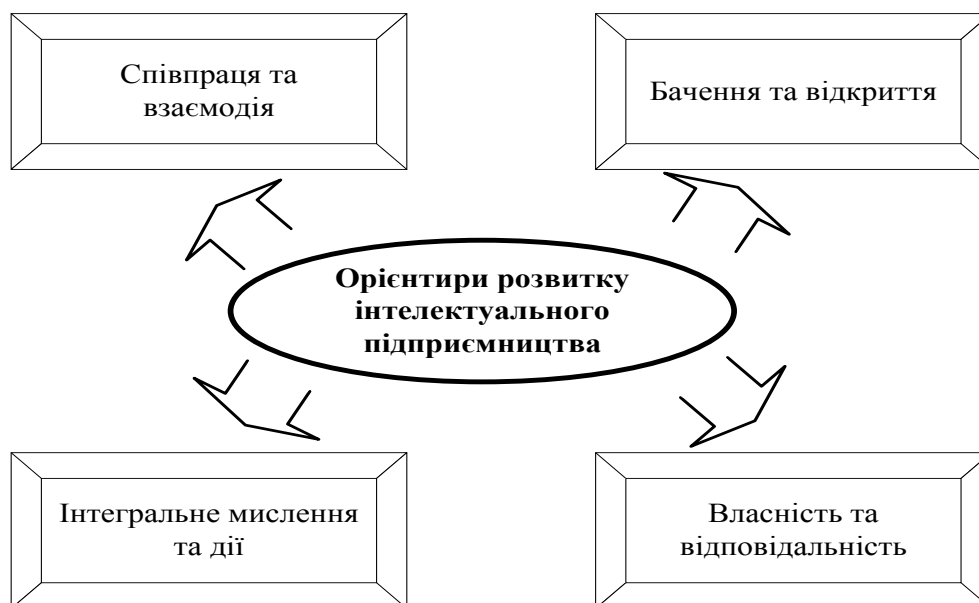 Співпраця та
взаємодія
Бачення та відкриття
Орієнтири розвитку
інтелектуального
підприємництва
Інтегральне мислення
та дії
Власність та
відповідальність